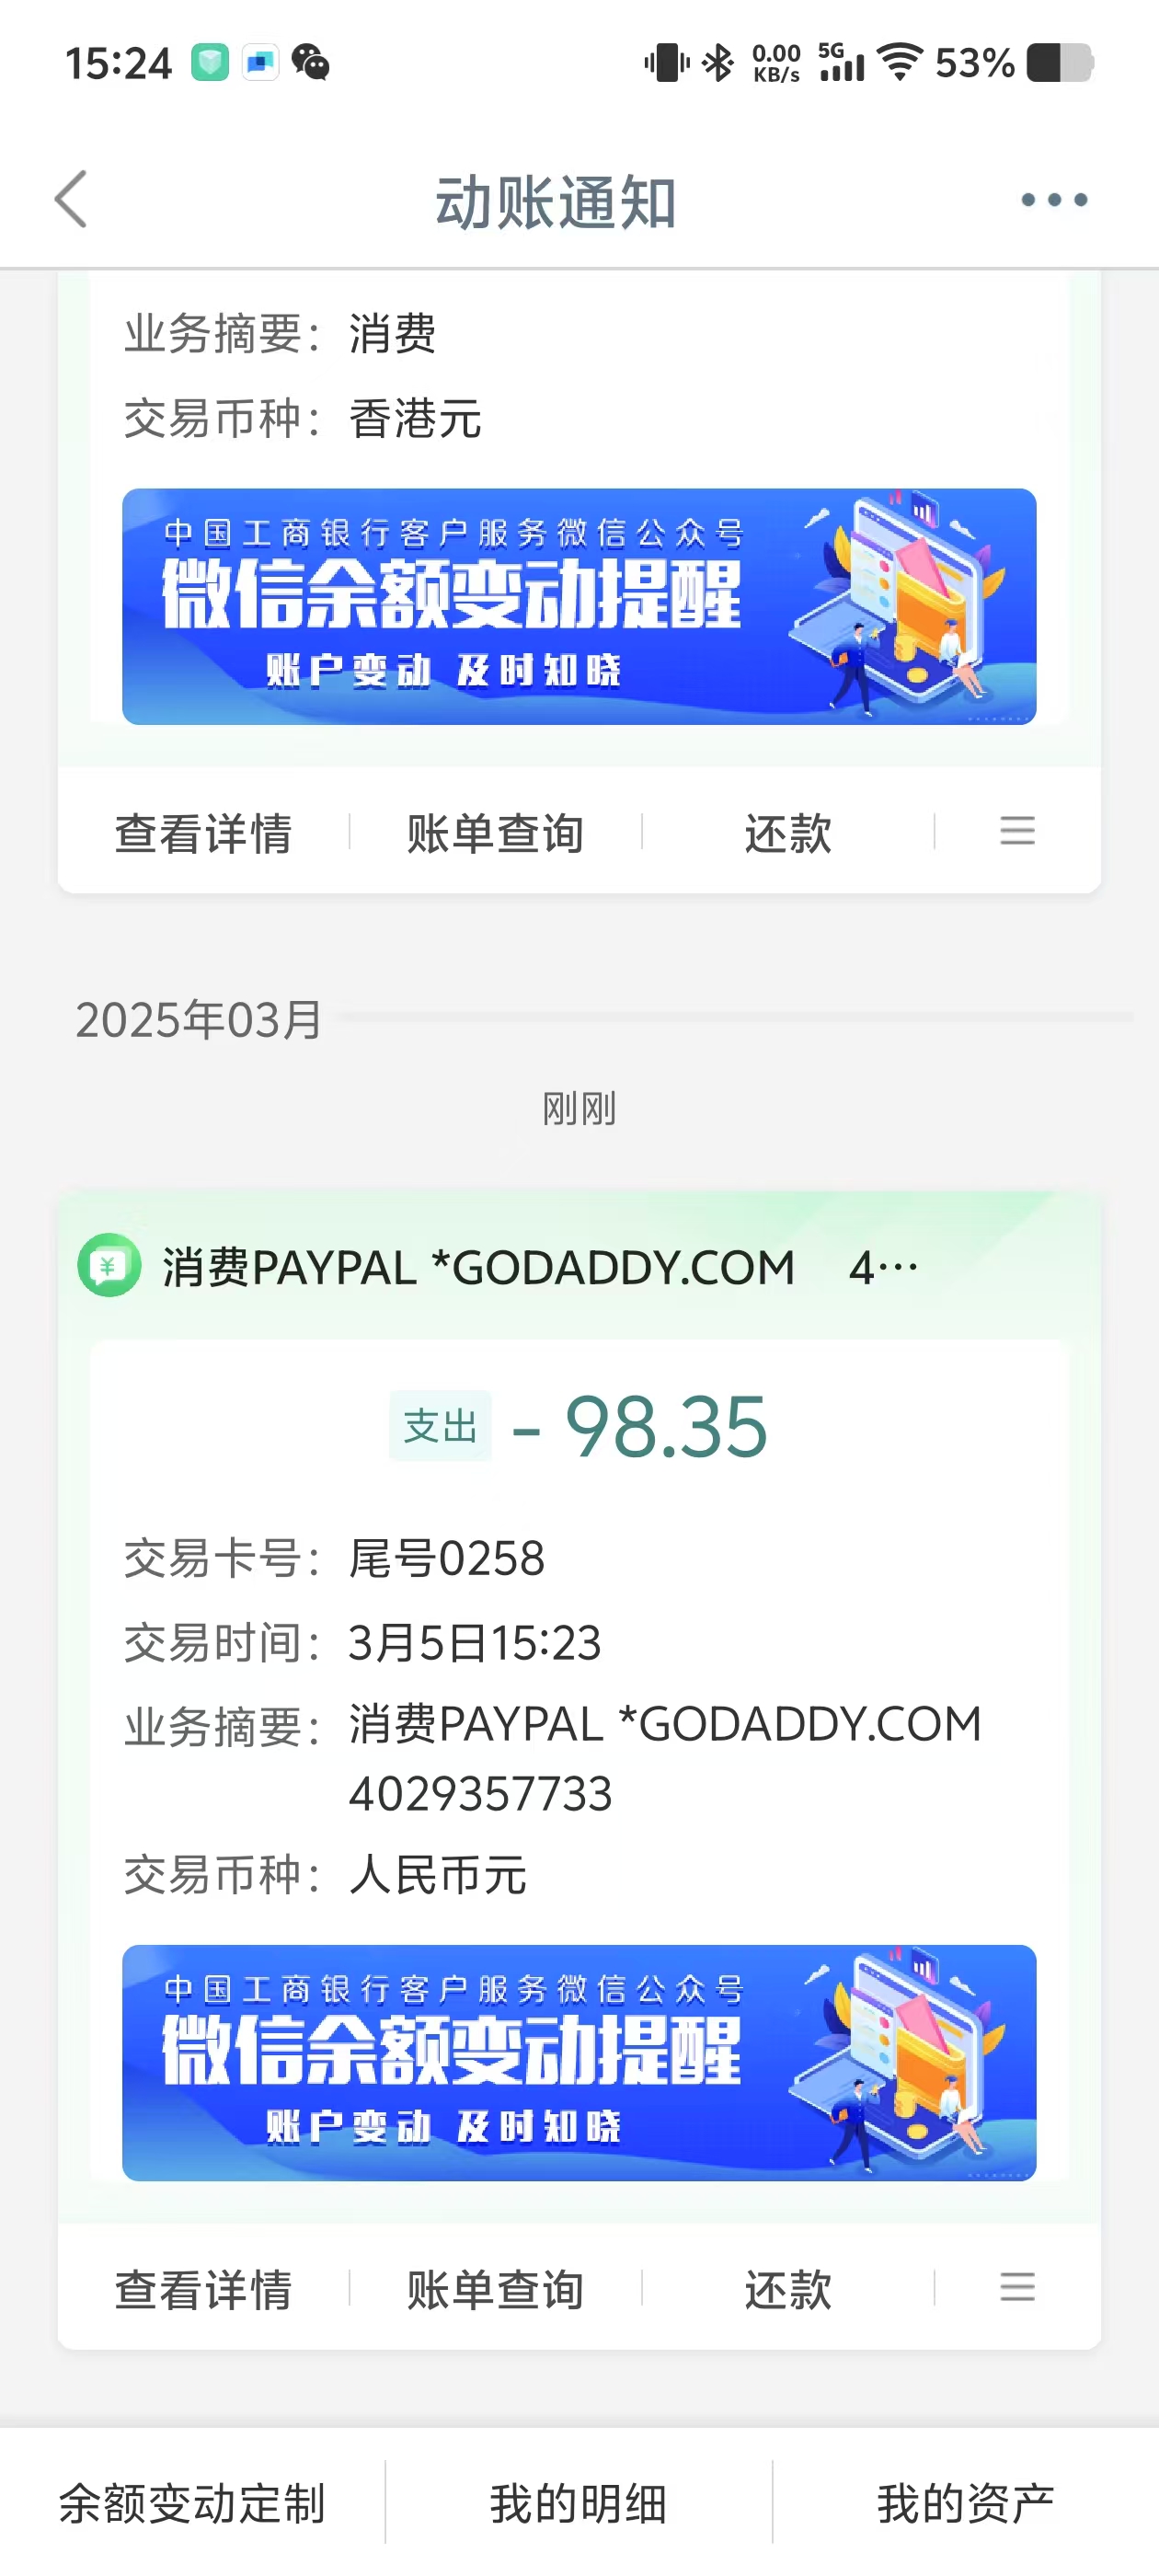 15:24
0.00 KB/s 5G 53%
动账通知
业务摘要: 消费
交易币种: 香港元
中国工商银行客户服务微信公众号
微信余额变动提醒
账户变动 及时知晓
查看详情 账单查询 还款
2025年03月
刚刚
¥ 消费PAYPAL *GODADDY.COM 4…
支出 - 98.35
交易卡号: 尾号0258
交易时间: 3月5日15:23
业务摘要: 消费PAYPAL *GODADDY.COM
4029357733
交易币种: 人民币元
中国工商银行客户服务微信公众号
微信余额变动提醒
账户变动 及时知晓
查看详情 账单查询 还款
余额变动定制 我的明细 我的资产